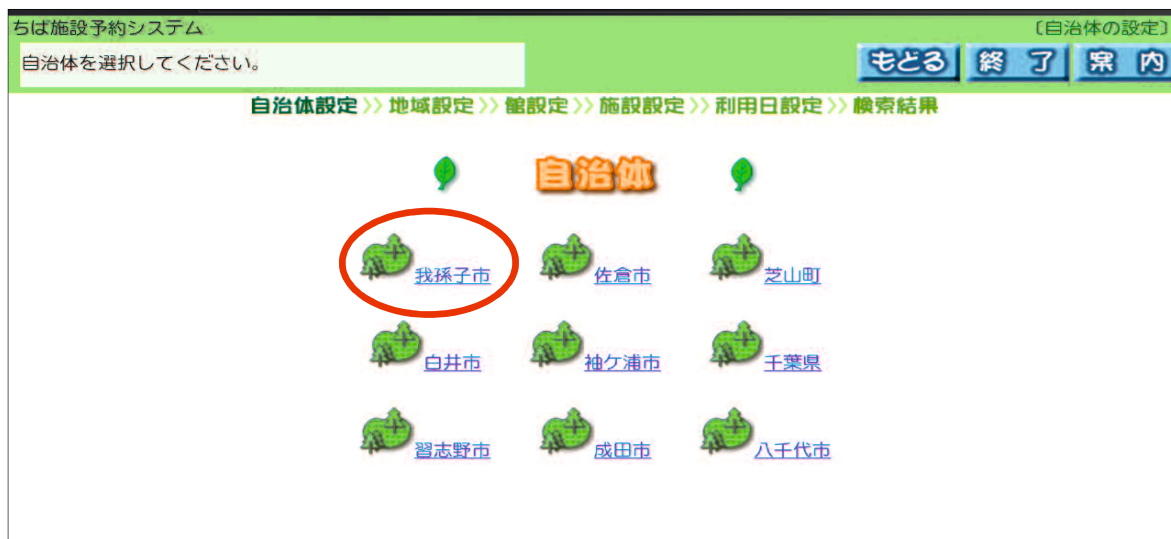 ちば施設予約システム
〔自治体の設定〕
自治体を選択してください。
もどる 終 了 案 内
自治体設定>>地域設定>>館設定>>施設設定>>利用日設定>>検索結果
自治体
我孫子市 佐倉市 芝山町
白井市 袖ケ浦市 千葉県
習志野市 成田市 八千代市